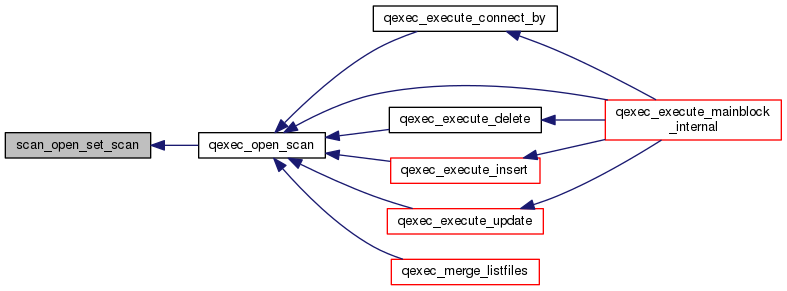 qexec_execute_connect_by
qexec_execute_mainblock
_internal
qexec_execute_delete
scan_open_set_scan
qexec_open_scan
qexec_execute_insert
qexec_execute_update
qexec_merge_listfiles